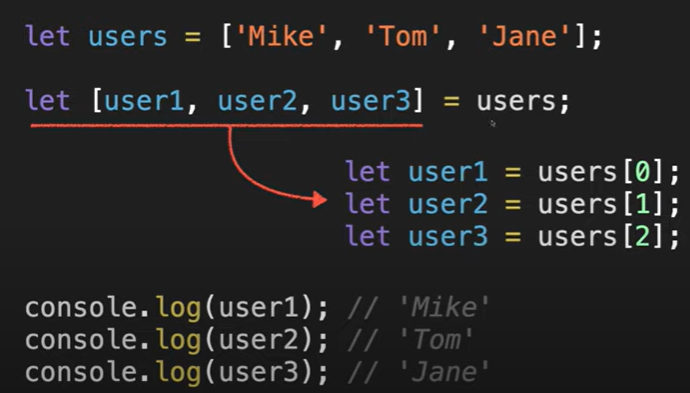 let users = ['Mike', 'Tom', 'Jane'];
let [user1, user2, user3] = users;
let user1 = users[0];
let user2 = users[1];
let user3 = users[2];
console.log(user1); // 'Mike'
console.log(user2); // 'Tom'
console.log(user3); // 'Jane'